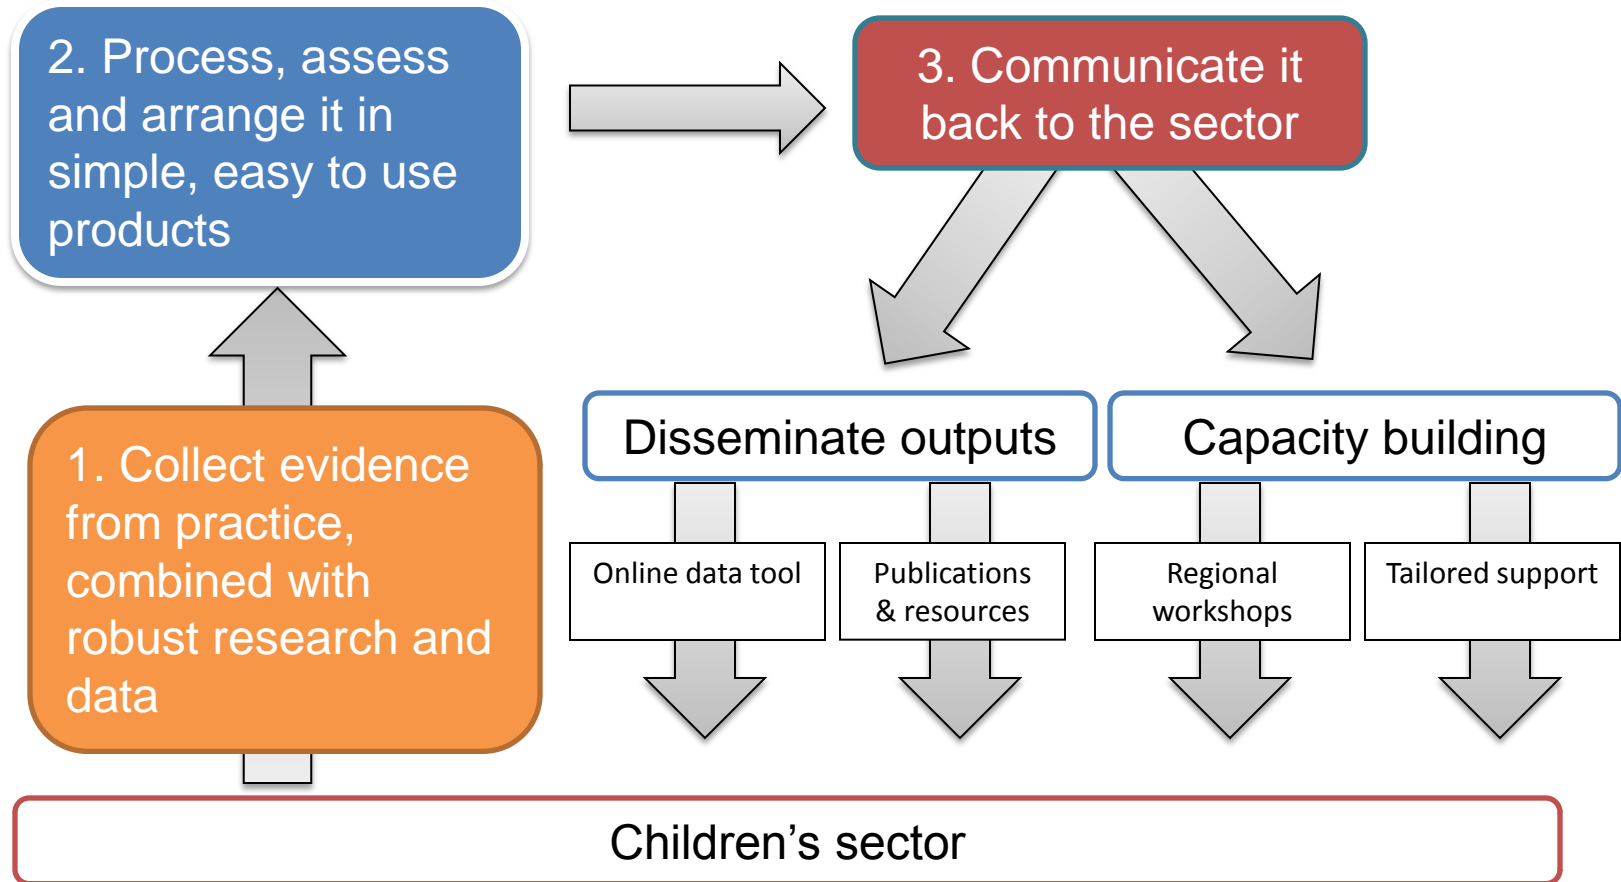 2. Process, assess
and arrange it in
simple, easy to use
products
3. Communicate it
back to the sector
1. Collect evidence
from practice,
combined with
robust research and
data
Disseminate outputs
Capacity building
Online data tool
Publications
& resources
Regional
workshops
Tailored support
Children’s sector